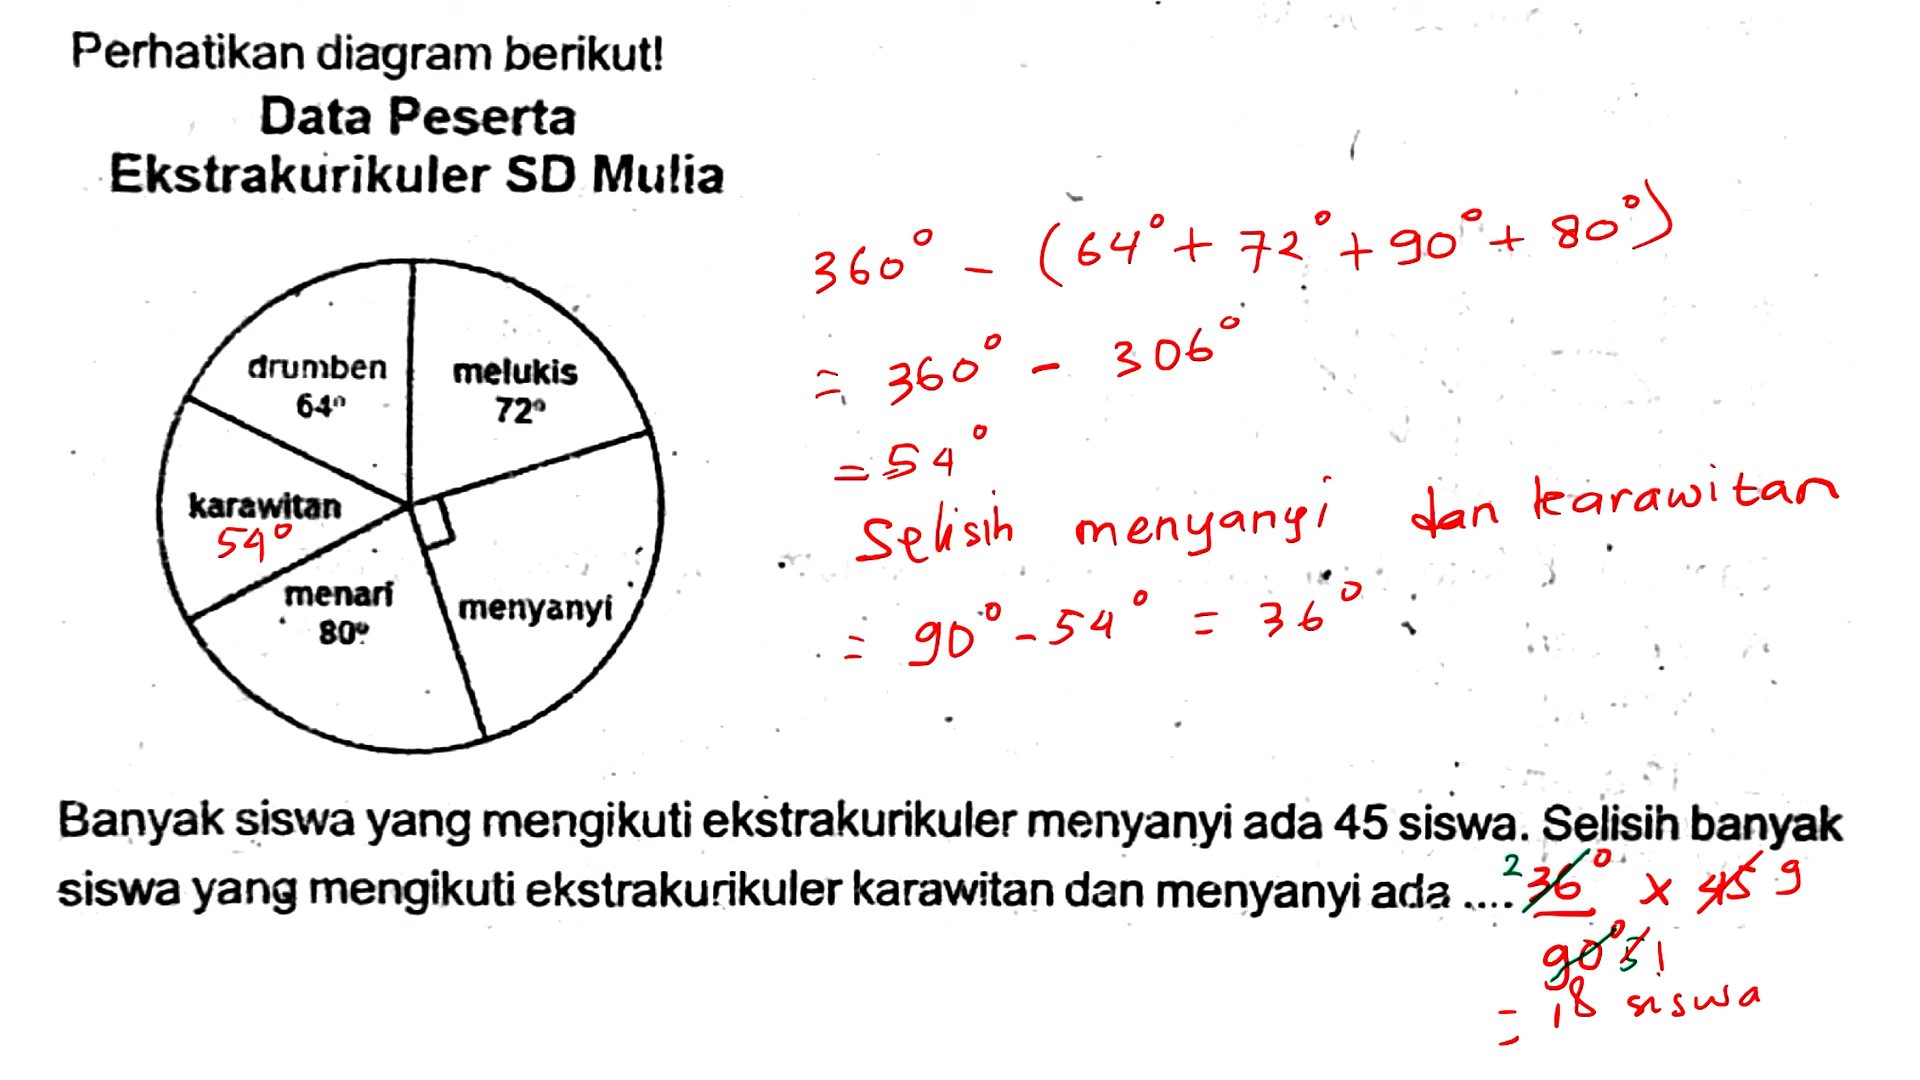 Perhatikan diagram berikut!
Data Peserta
Ekstrakurikuler SD Mulia
drumben
64°
melukis
72°
karawitan
54°
menari
80°
menyanyi
360° - (64° + 72° + 90° + 80°)
= 360° - 306°
= 54°
Selisih menyanyi dan karawitan
= 90° - 54° = 36°
Banyak siswa yang mengikuti ekstrakurikuler menyanyi ada 45 siswa. Selisih banyak
siswa yang mengikuti ekstrakurikuler karawitan dan menyanyi ada ....
2 36° x 45 9
90° 5 1
= 18 siswa